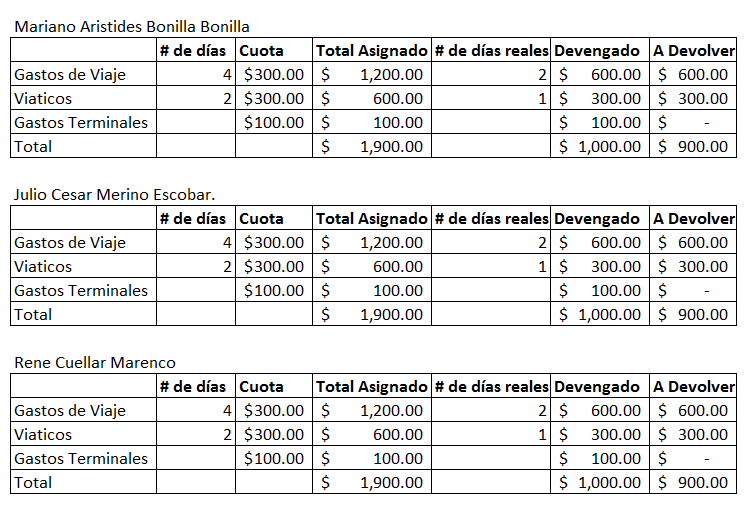 Mariano Aristides Bonilla Bonilla
# de días Cuota Total Asignado # de días reales Devengado A Devolver
Gastos de Viaje 4 $300.00 $ 1,200.00 2 $ 600.00 $ 600.00
Viaticos 2 $300.00 $ 600.00 1 $ 300.00 $ 300.00
Gastos Terminales $100.00 $ 100.00 $ 100.00 $ -
Total $ 1,900.00 $ 1,000.00 $ 900.00
Julio Cesar Merino Escobar.
# de días Cuota Total Asignado # de días reales Devengado A Devolver
Gastos de Viaje 4 $300.00 $ 1,200.00 2 $ 600.00 $ 600.00
Viaticos 2 $300.00 $ 600.00 1 $ 300.00 $ 300.00
Gastos Terminales $100.00 $ 100.00 $ 100.00 $ -
Total $ 1,900.00 $ 1,000.00 $ 900.00
Rene Cuellar Marenco
# de días Cuota Total Asignado # de días reales Devengado A Devolver
Gastos de Viaje 4 $300.00 $ 1,200.00 2 $ 600.00 $ 600.00
Viaticos 2 $300.00 $ 600.00 1 $ 300.00 $ 300.00
Gastos Terminales $100.00 $ 100.00 $ 100.00 $ -
Total $ 1,900.00 $ 1,000.00 $ 900.00